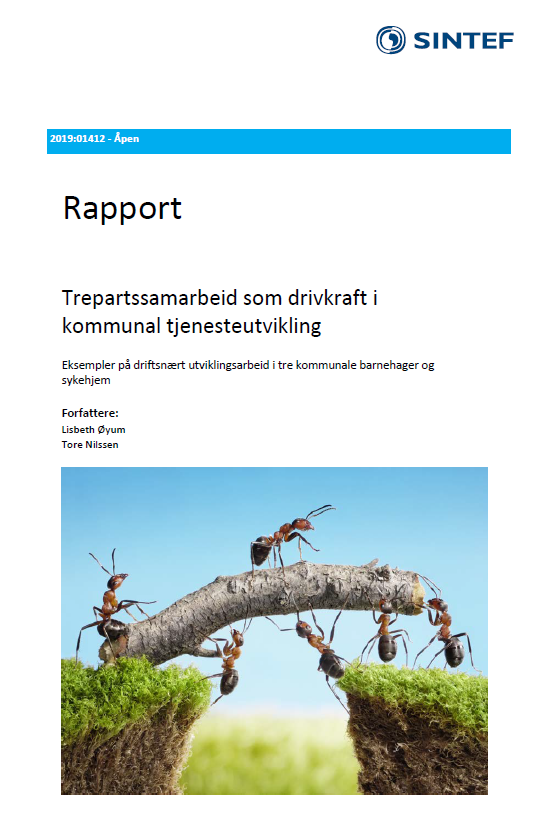 SINTEF
2019:01412 - Åpen
Rapport
Trepartssamarbeid som drivkraft i
kommunal tjenesteutvikling
Eksempler på driftsnært utviklingsarbeid i tre kommunale barnehager og
sykehjem
Forfattere:
Lisbeth Øyum
Tore Nilssen